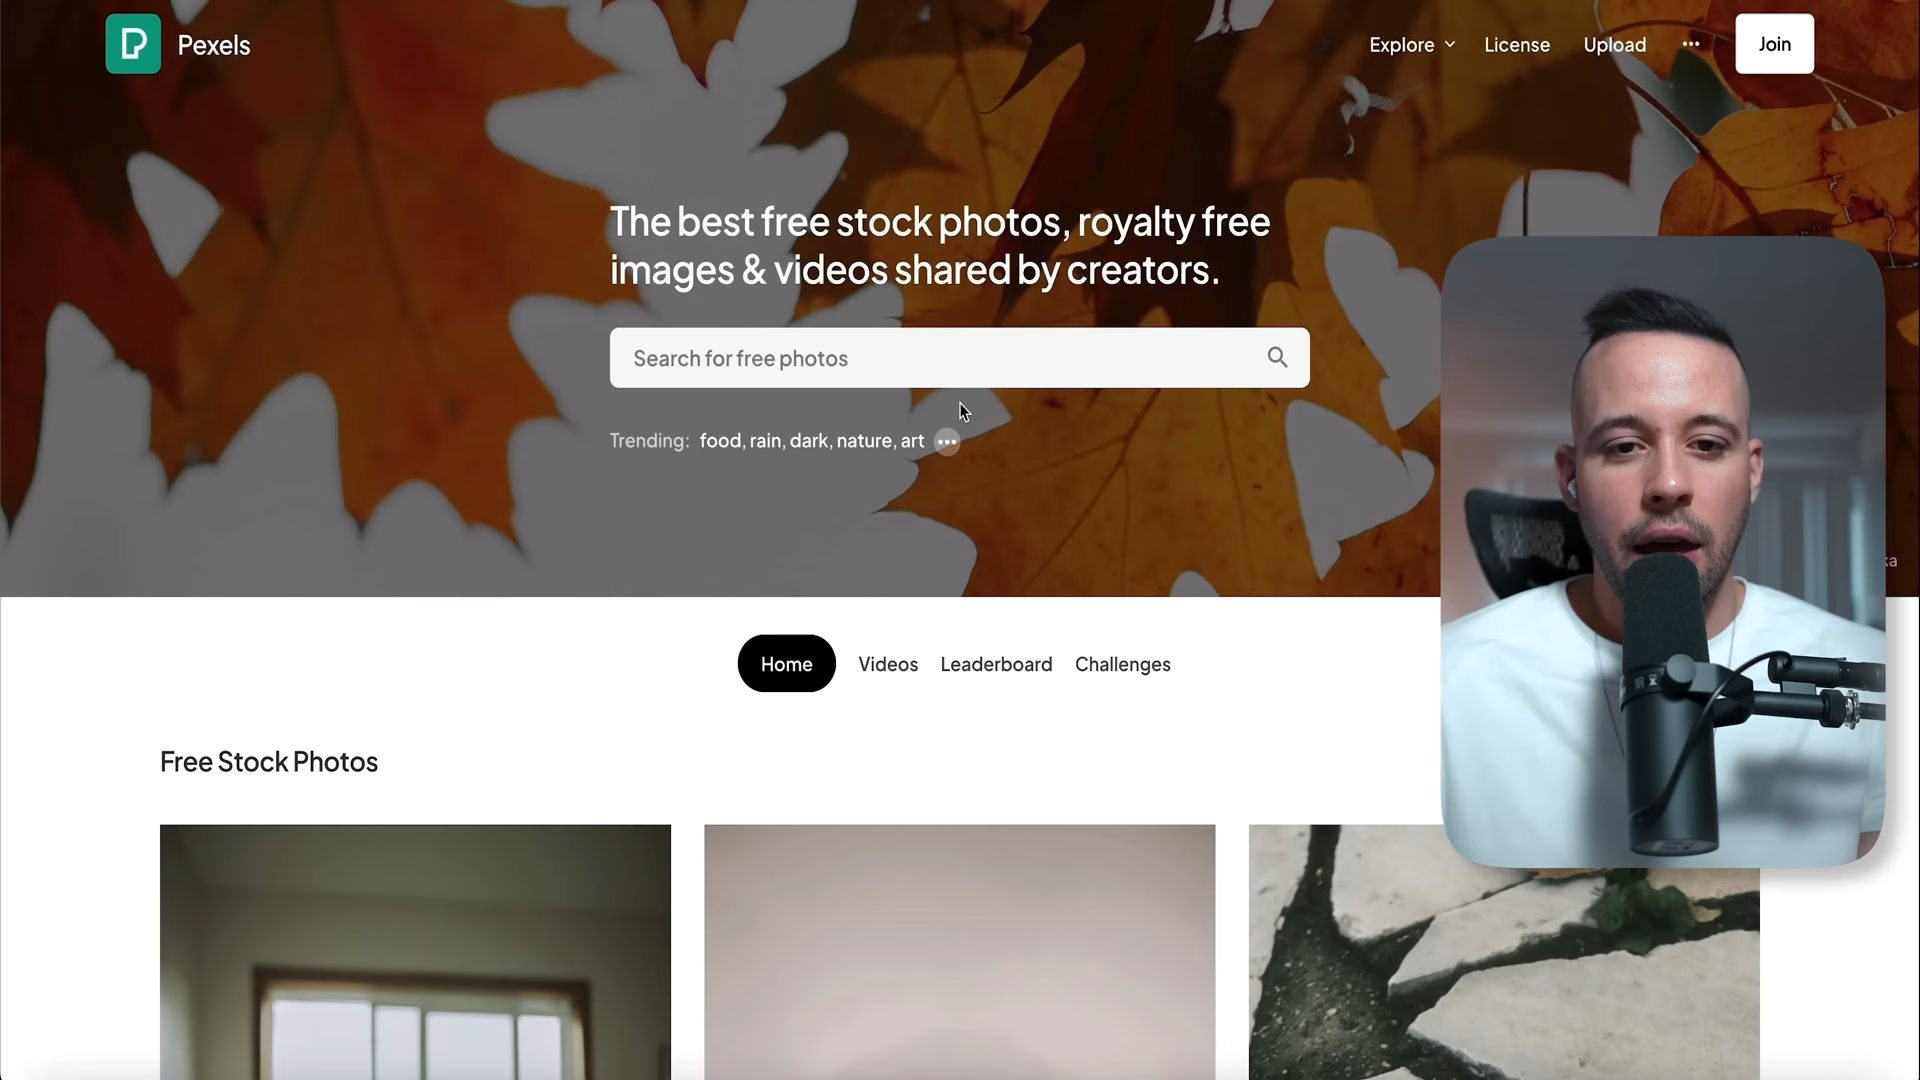 Pexels
Explore
License
Upload
Join
The best free stock photos, royalty free
images & videos shared by creators.
Search for free photos
Trending: food, rain, dark, nature, art
Home
Videos
Leaderboard
Challenges
Free Stock Photos